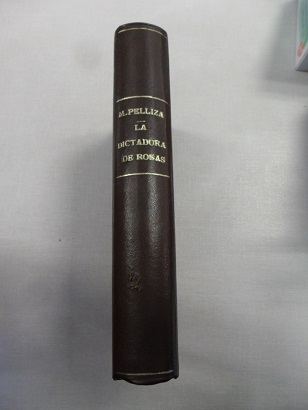 M. PELLIZA
LA
DICTADURA
DE ROSAS